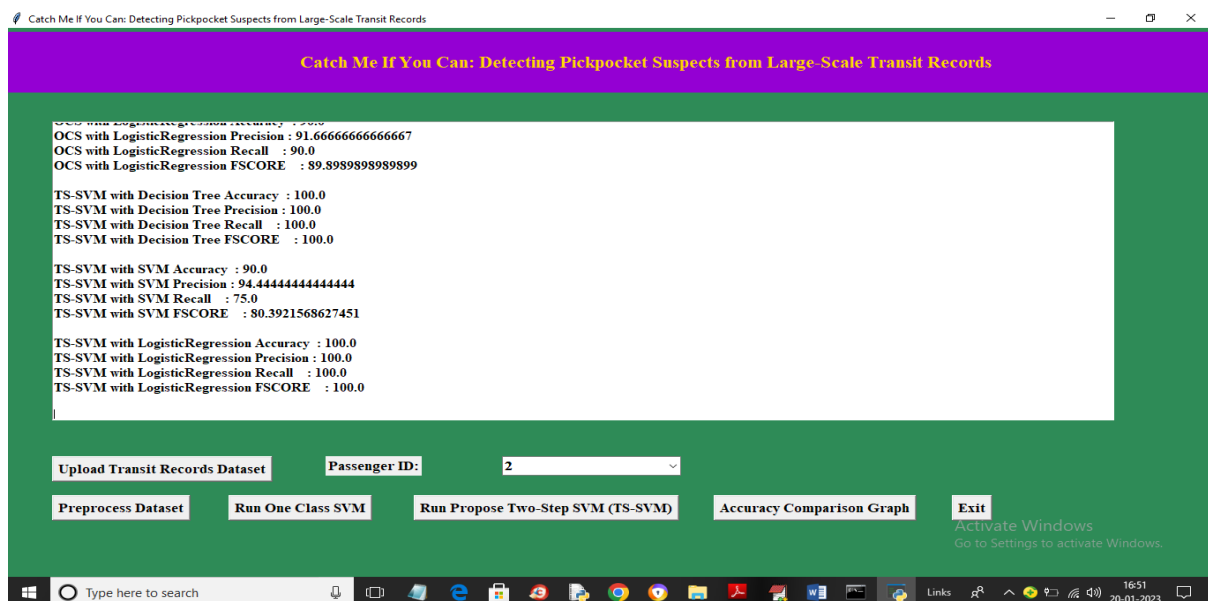 Catch Me If You Can: Detecting Pickpocket Suspects from Large-Scale Transit Records
Catch Me If You Can: Detecting Pickpocket Suspects from Large-Scale Transit Records
OCS with LogisticRegression Accuracy : 90.0
OCS with LogisticRegression Precision : 91.66666666666667
OCS with LogisticRegression Recall : 90.0
OCS with LogisticRegression FSCORE : 89.8989898989899
TS-SVM with Decision Tree Accuracy : 100.0
TS-SVM with Decision Tree Precision : 100.0
TS-SVM with Decision Tree Recall : 100.0
TS-SVM with Decision Tree FSCORE : 100.0
TS-SVM with SVM Accuracy : 90.0
TS-SVM with SVM Precision : 94.44444444444444
TS-SVM with SVM Recall : 75.0
TS-SVM with SVM FSCORE : 80.3921568627451
TS-SVM with LogisticRegression Accuracy : 100.0
TS-SVM with LogisticRegression Precision : 100.0
TS-SVM with LogisticRegression Recall : 100.0
TS-SVM with LogisticRegression FSCORE : 100.0
Upload Transit Records Dataset Passenger ID: 2
Preprocess Dataset Run One Class SVM Run Propose Two-Step SVM (TS-SVM) Accuracy Comparison Graph Exit
Activate Windows
Go to Settings to activate Windows.
Type here to search Links 16:51
20-01-2023